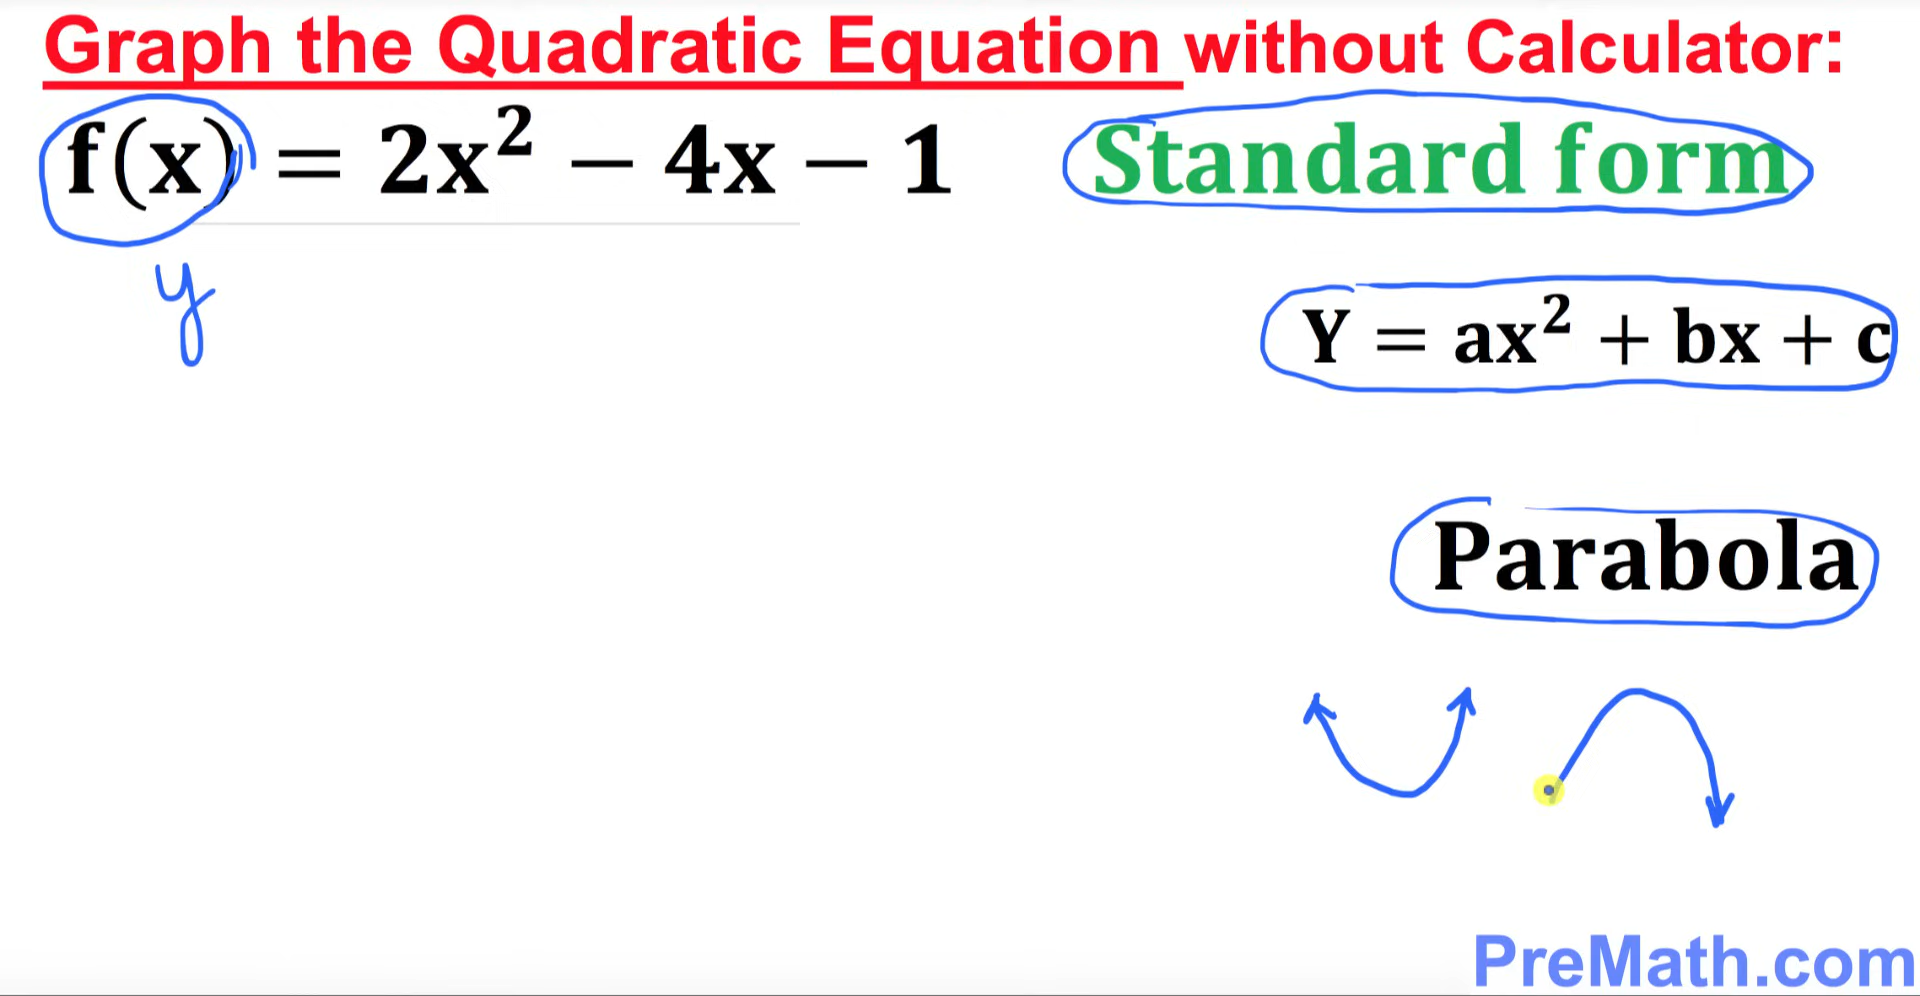 Graph the Quadratic Equation without Calculator:
f(x) = 2x² – 4x – 1 Standard form
y
Y = ax² + bx + c
Parabola
PreMath.com